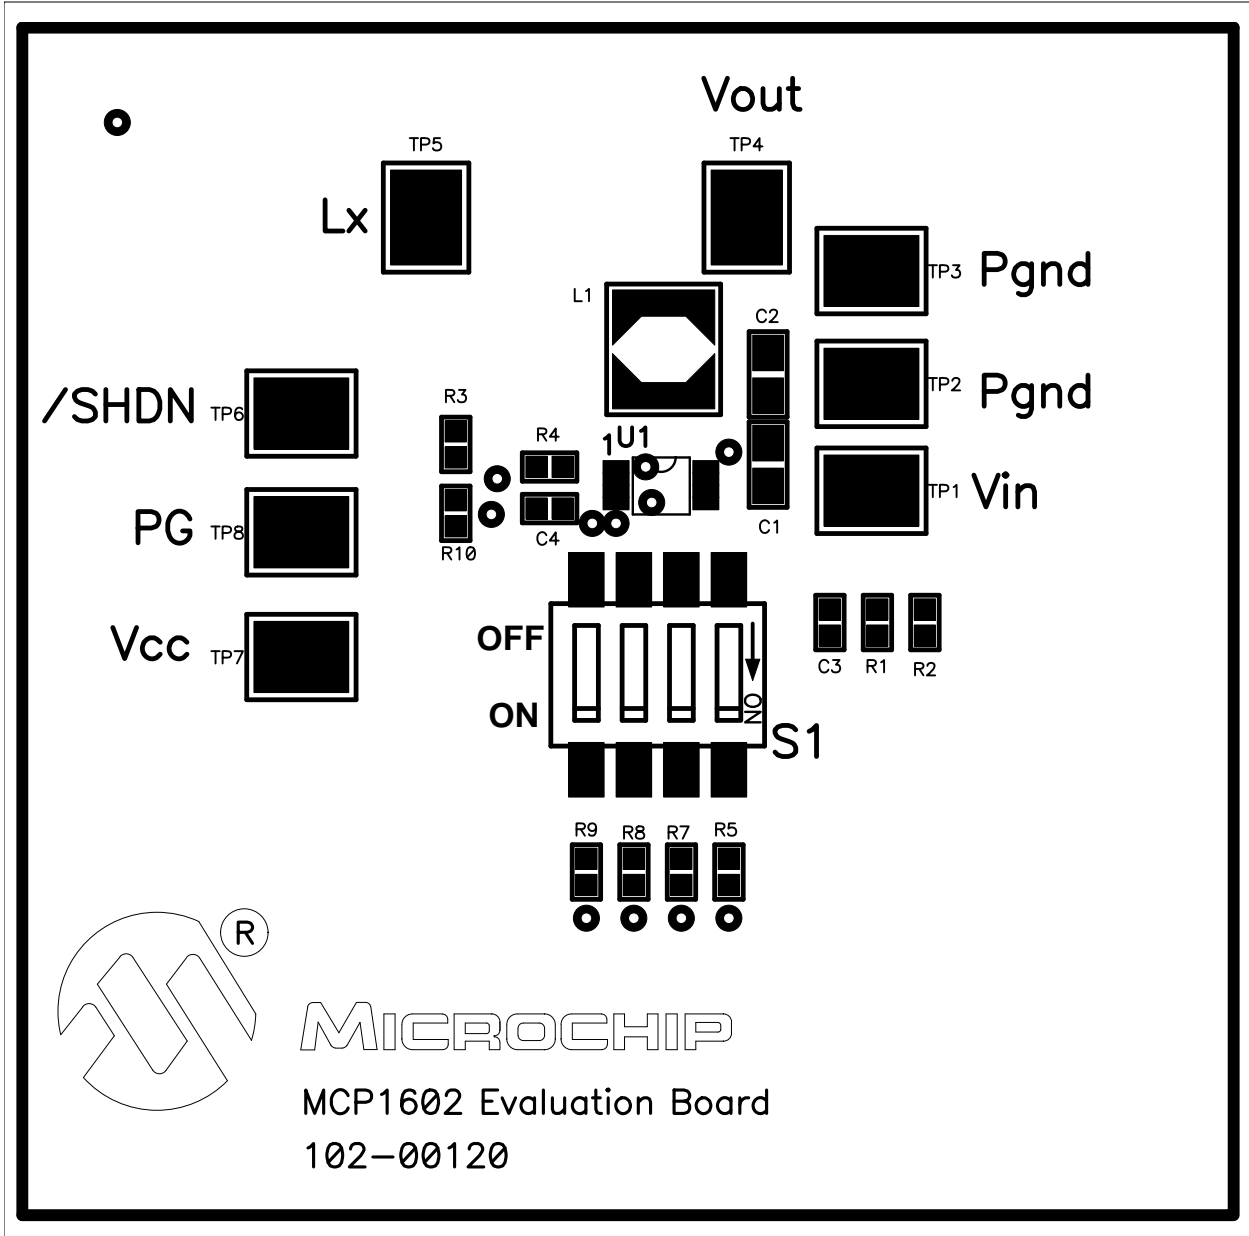 Vout
TP5
TP4
Lx
TP3 Pgnd
L1
C2
/SHDN TP6
R3
TP2 Pgnd
R4
1U1
PG TP8
R10
C4
C1
TP1 Vin
Vcc TP7
OFF
ON
ON
S1
C3 R1 R2
R9 R8 R7 R5
R
MICROCHIP
MCP1602 Evaluation Board
102-00120